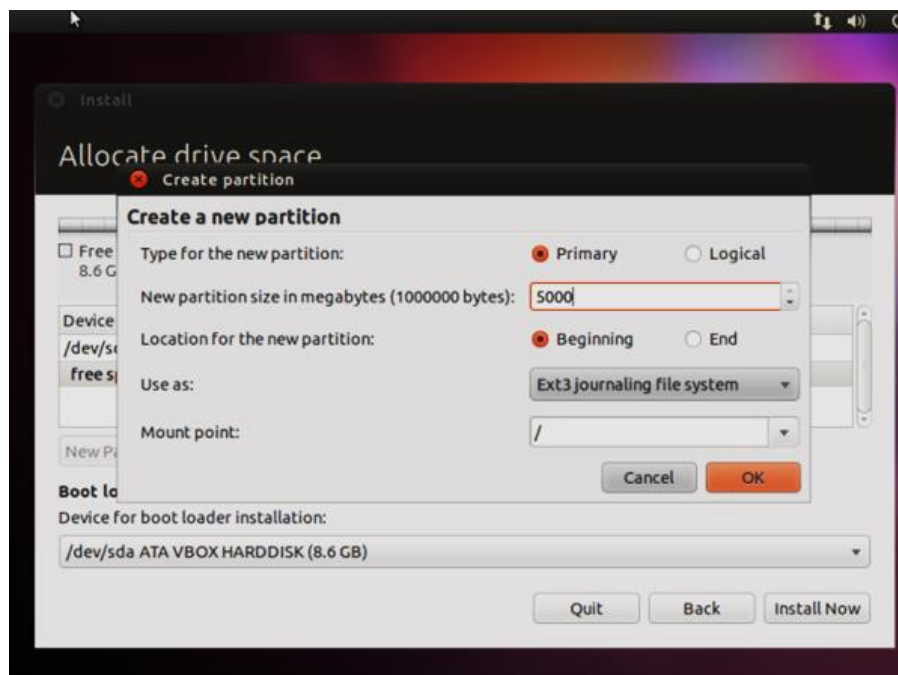 Install
Allocate drive space
Create partition
Create a new partition
Type for the new partition: Primary Logical
New partition size in megabytes (1000000 bytes): 5000
Location for the new partition: Beginning End
Use as: Ext3 journaling file system
Mount point: /
Cancel OK
Free
8.6 G
Device
/dev/sd
free
New
Boot lo
Device for boot loader installation:
/dev/sda ATA VBOX HARDDISK (8.6 GB)
Quit Back Install Now